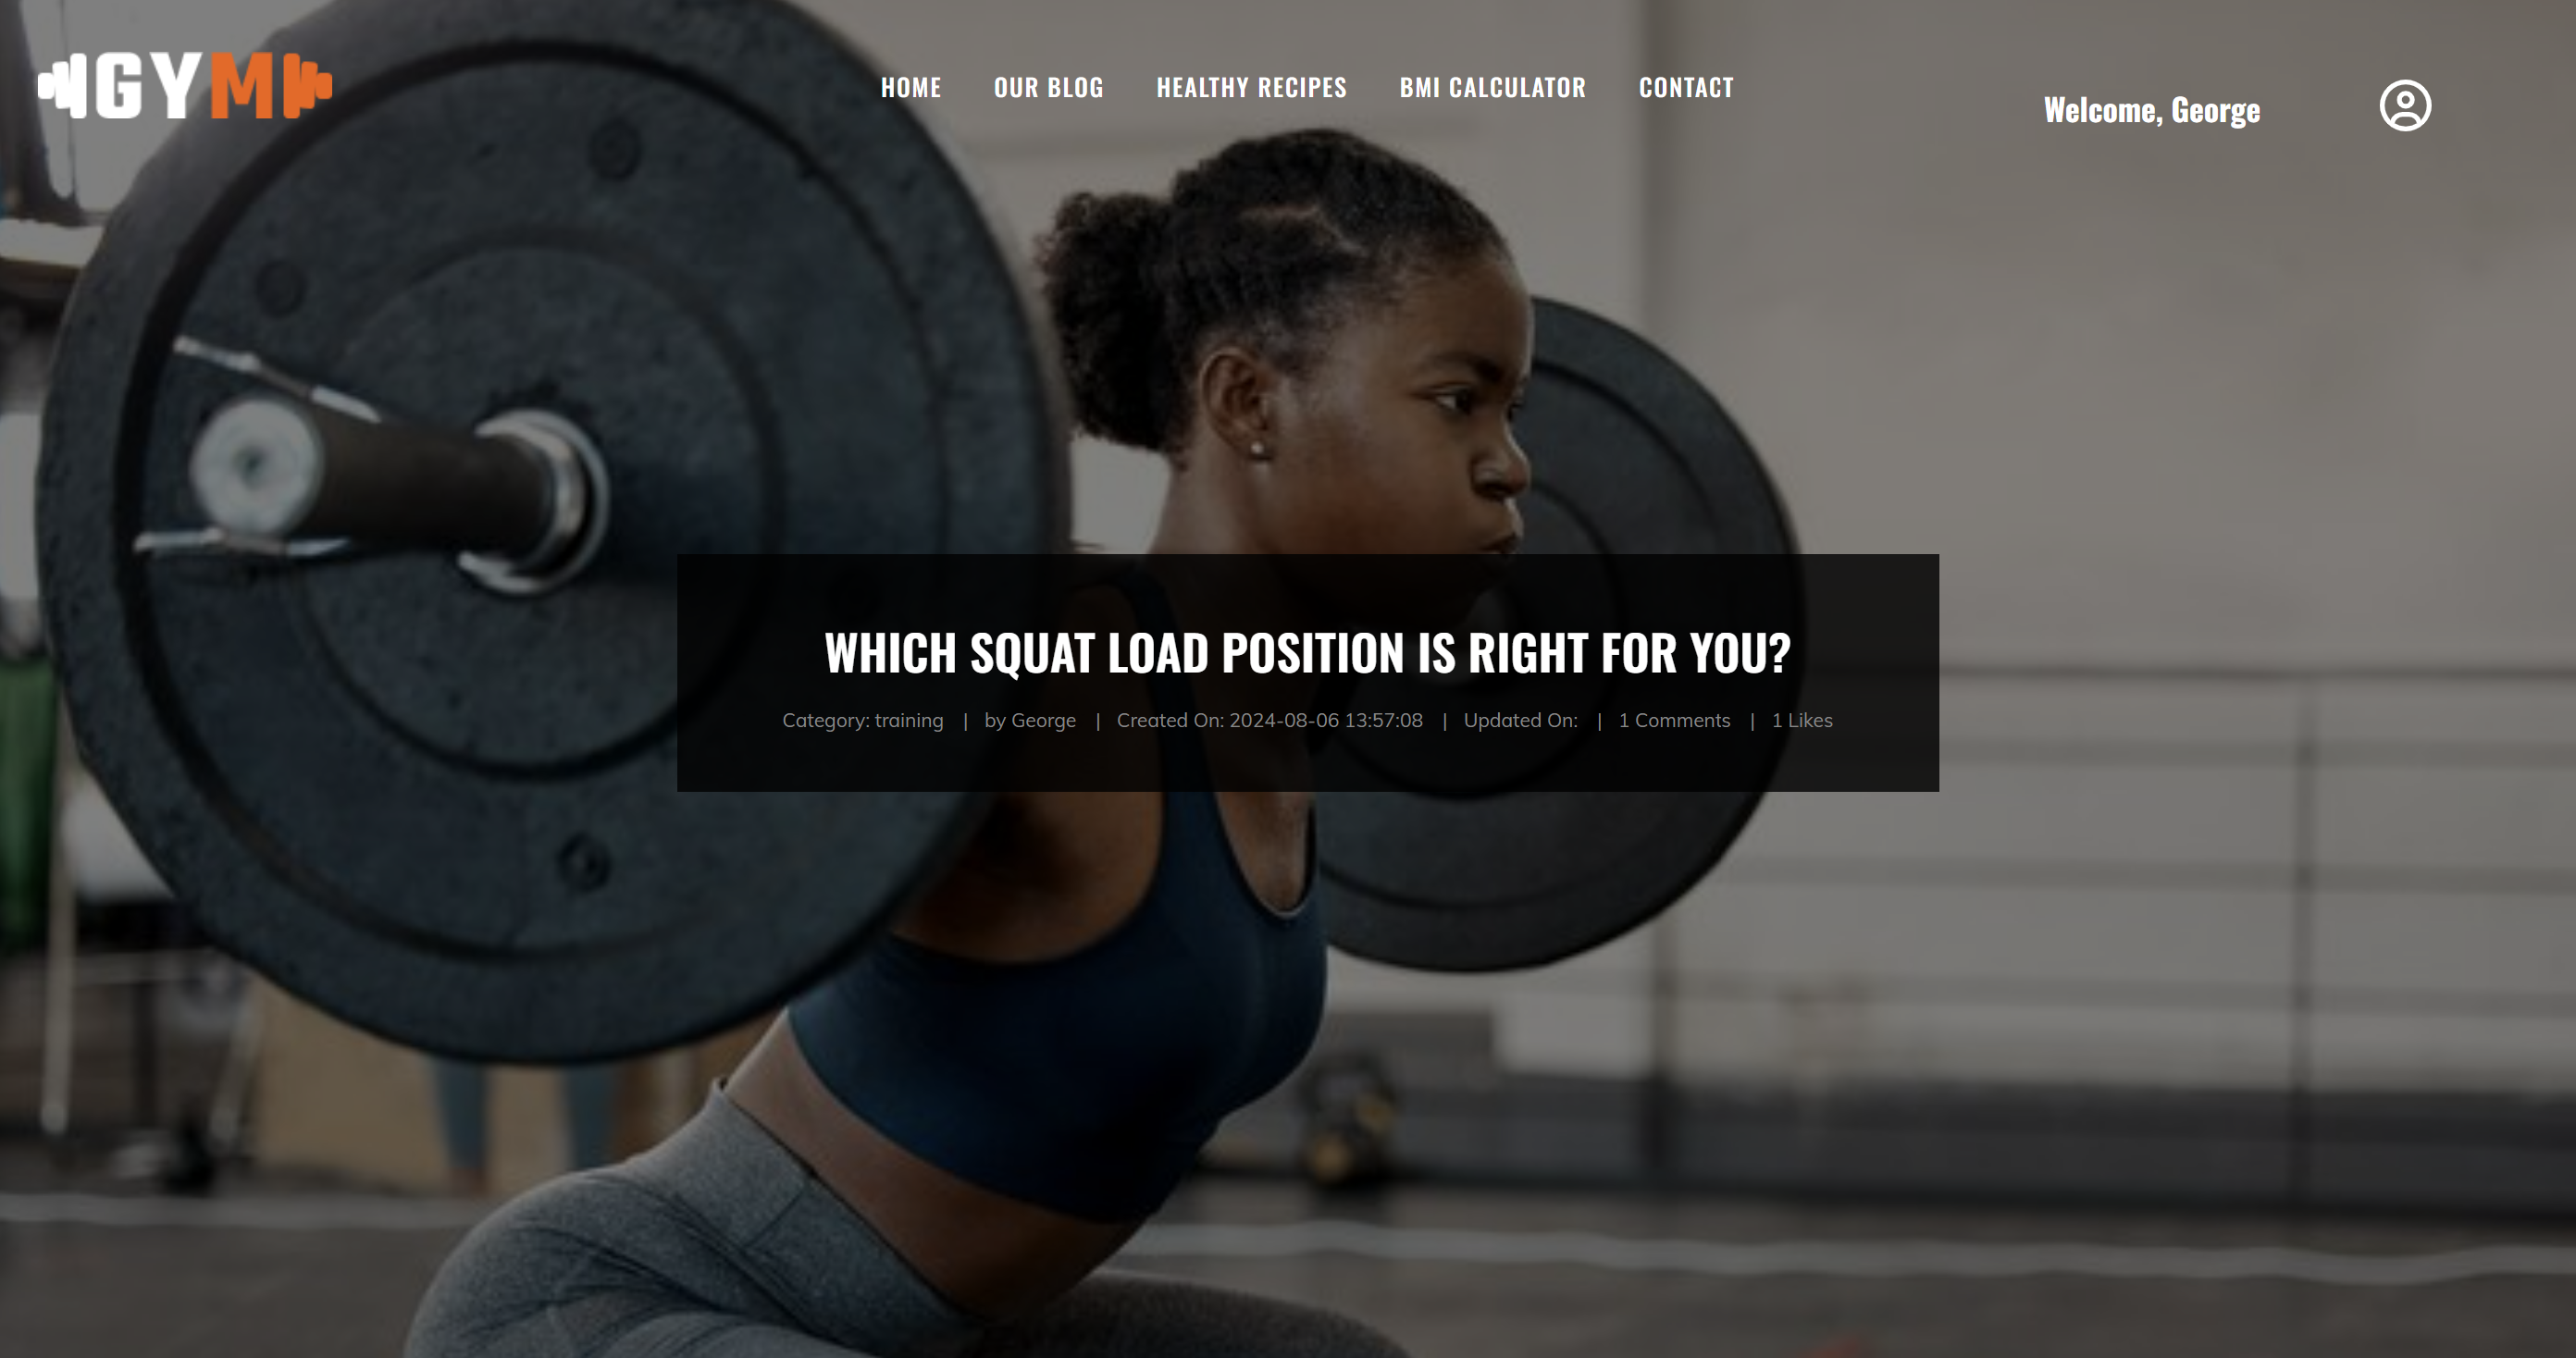 GYM
HOME OUR BLOG HEALTHY RECIPES BMI CALCULATOR CONTACT
Welcome, George
WHICH SQUAT LOAD POSITION IS RIGHT FOR YOU?
Category: training | by George | Created On: 2024-08-06 13:57:08 | Updated On: | 1 Comments | 1 Likes